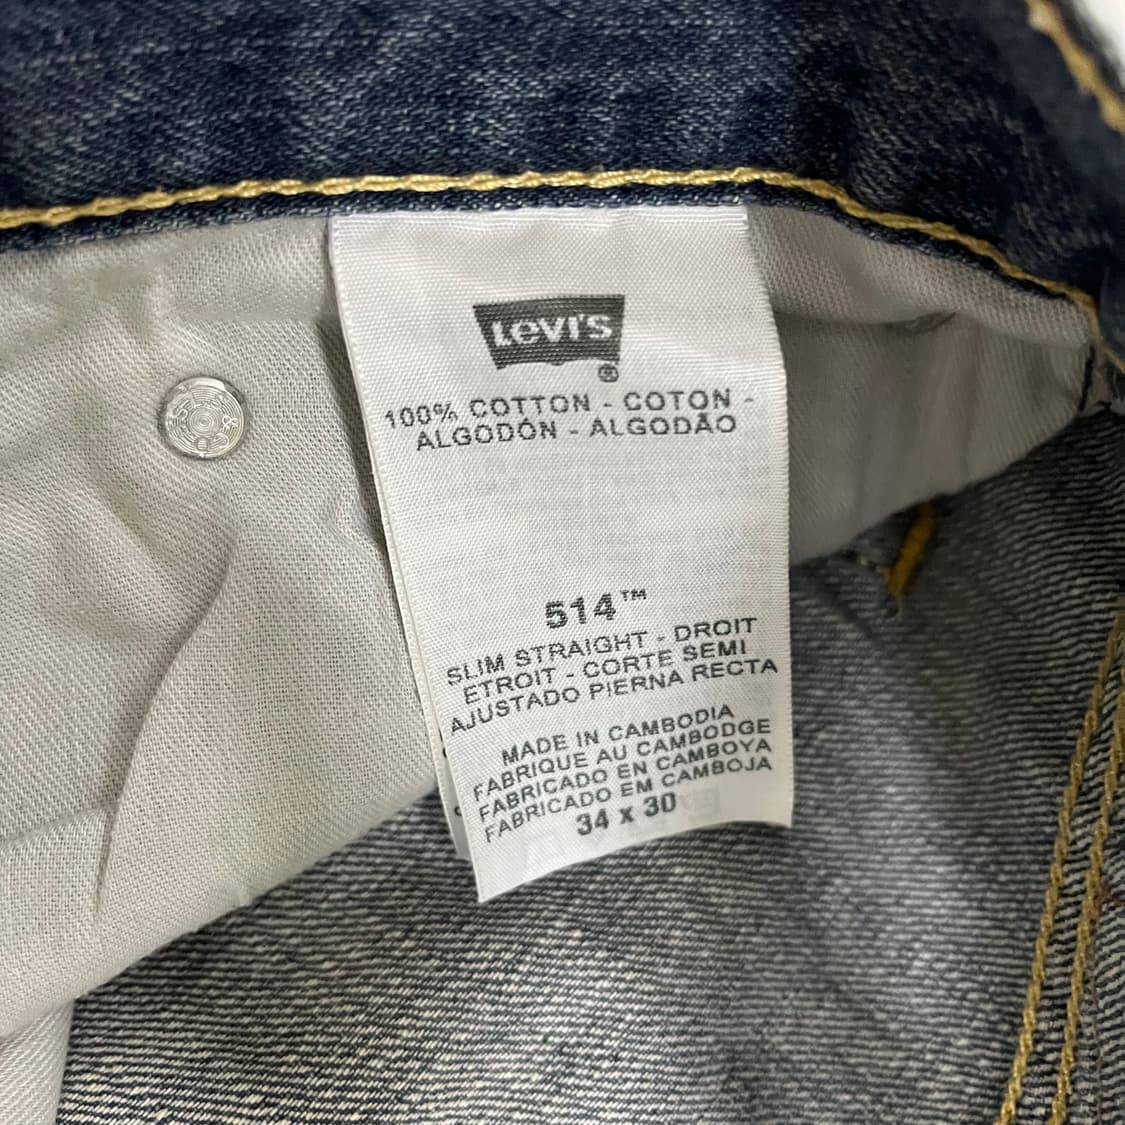 Levi's
®
100% COTTON - COTON -
ALGODÓN - ALGODÃO
514™
SLIM STRAIGHT - DROIT
ETROIT - CORTE SEMI
AJUSTADO PIERNA RECTA
MADE IN CAMBODIA
FABRIQUE AU CAMBODGE
FABRICADO EN CAMBOYA
FABRICADO EM CAMBOJA
34 x 30